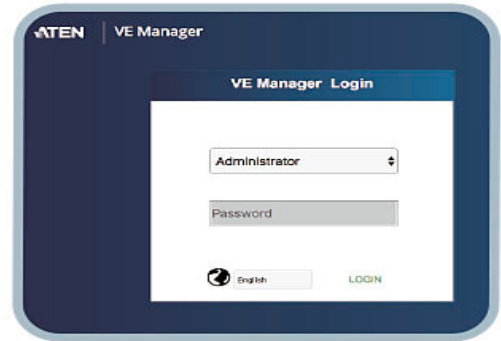 ATEN VE Manager
VE Manager Login
Administrator
Password
English LOGIN